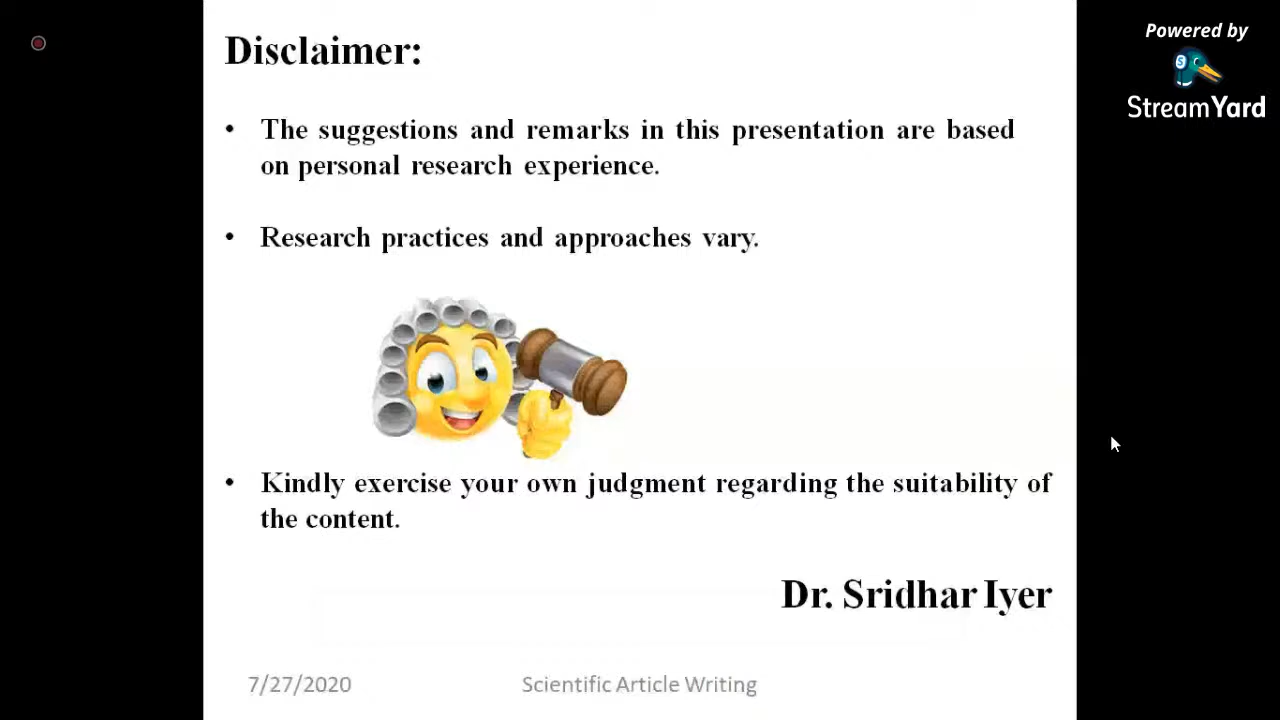 Powered by
StreamYard
Disclaimer:
• The suggestions and remarks in this presentation are based
on personal research experience.
• Research practices and approaches vary.
• Kindly exercise your own judgment regarding the suitability of
the content.
Dr. Sridhar Iyer
7/27/2020 Scientific Article Writing